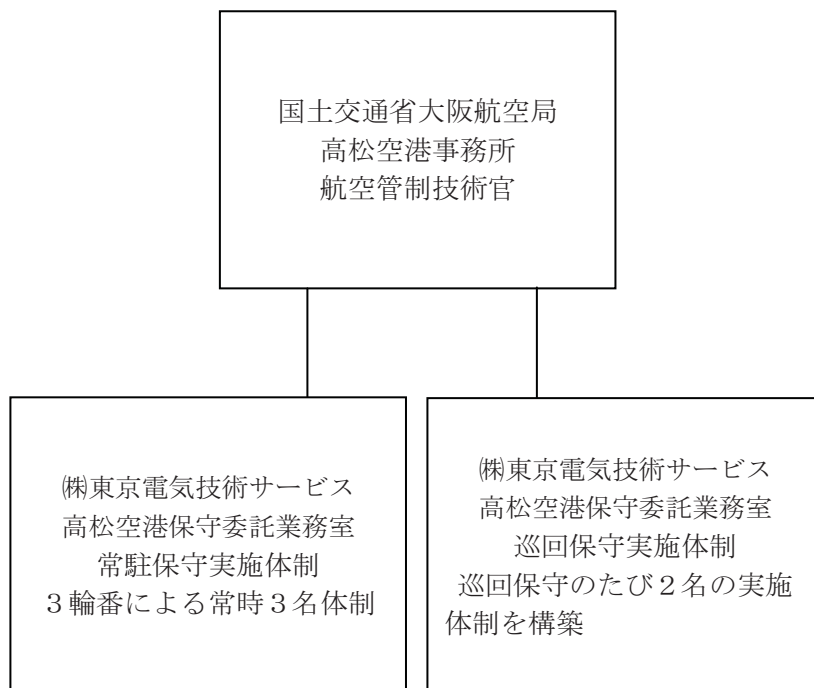 国土交通省大阪航空局
高松空港事務所
航空管制技術官
㈱東京電気技術サービス
高松空港保守委託業務室
常駐保守実施体制
３輪番による常時３名体制
㈱東京電気技術サービス
高松空港保守委託業務室
巡回保守実施体制
巡回保守のたび２名の実施
体制を構築